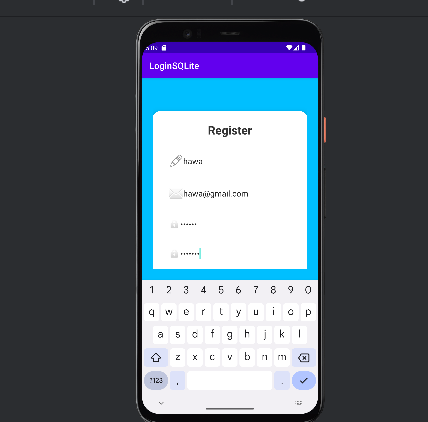 LoginSQLite
Register
hawa
hawa@gmail.com
••••••
•••••••
1 2 3 4 5 6 7 8 9 0
q w e r t y u i o p
a s d f g h j k l
z x c v b n m
?123 , .